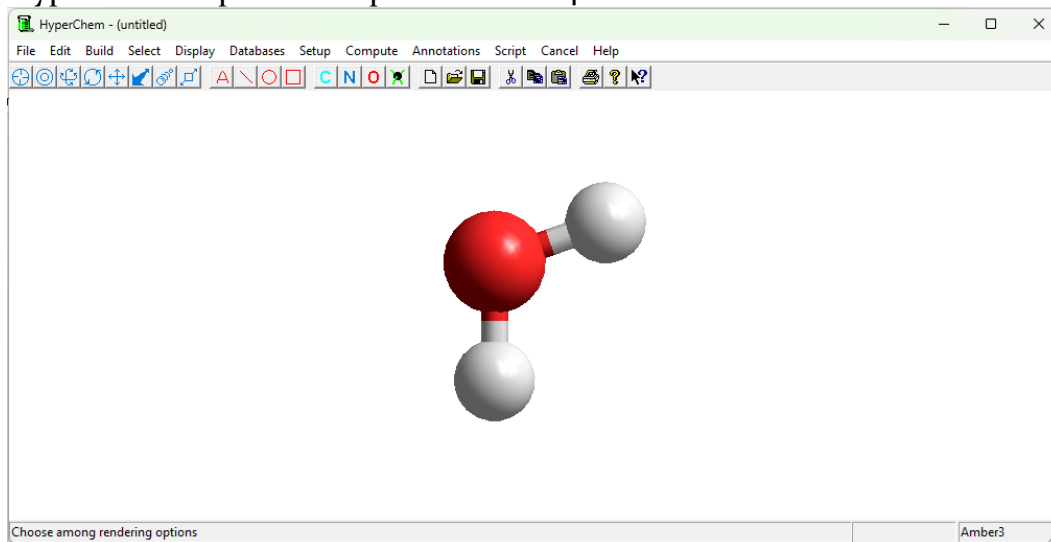 HyperChem - (untitled)
File Edit Build Select Display Databases Setup Compute Annotations Script Cancel Help
A C N O
Choose among rendering options
Amber3